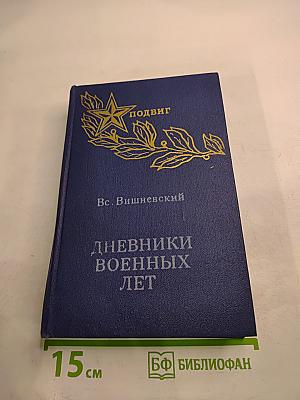 ПОДВИГ
Вс. Вишневский
ДНЕВНИКИ
ВОЕННЫХ
ЛЕТ
15 см
БФ БИБЛИОФАН